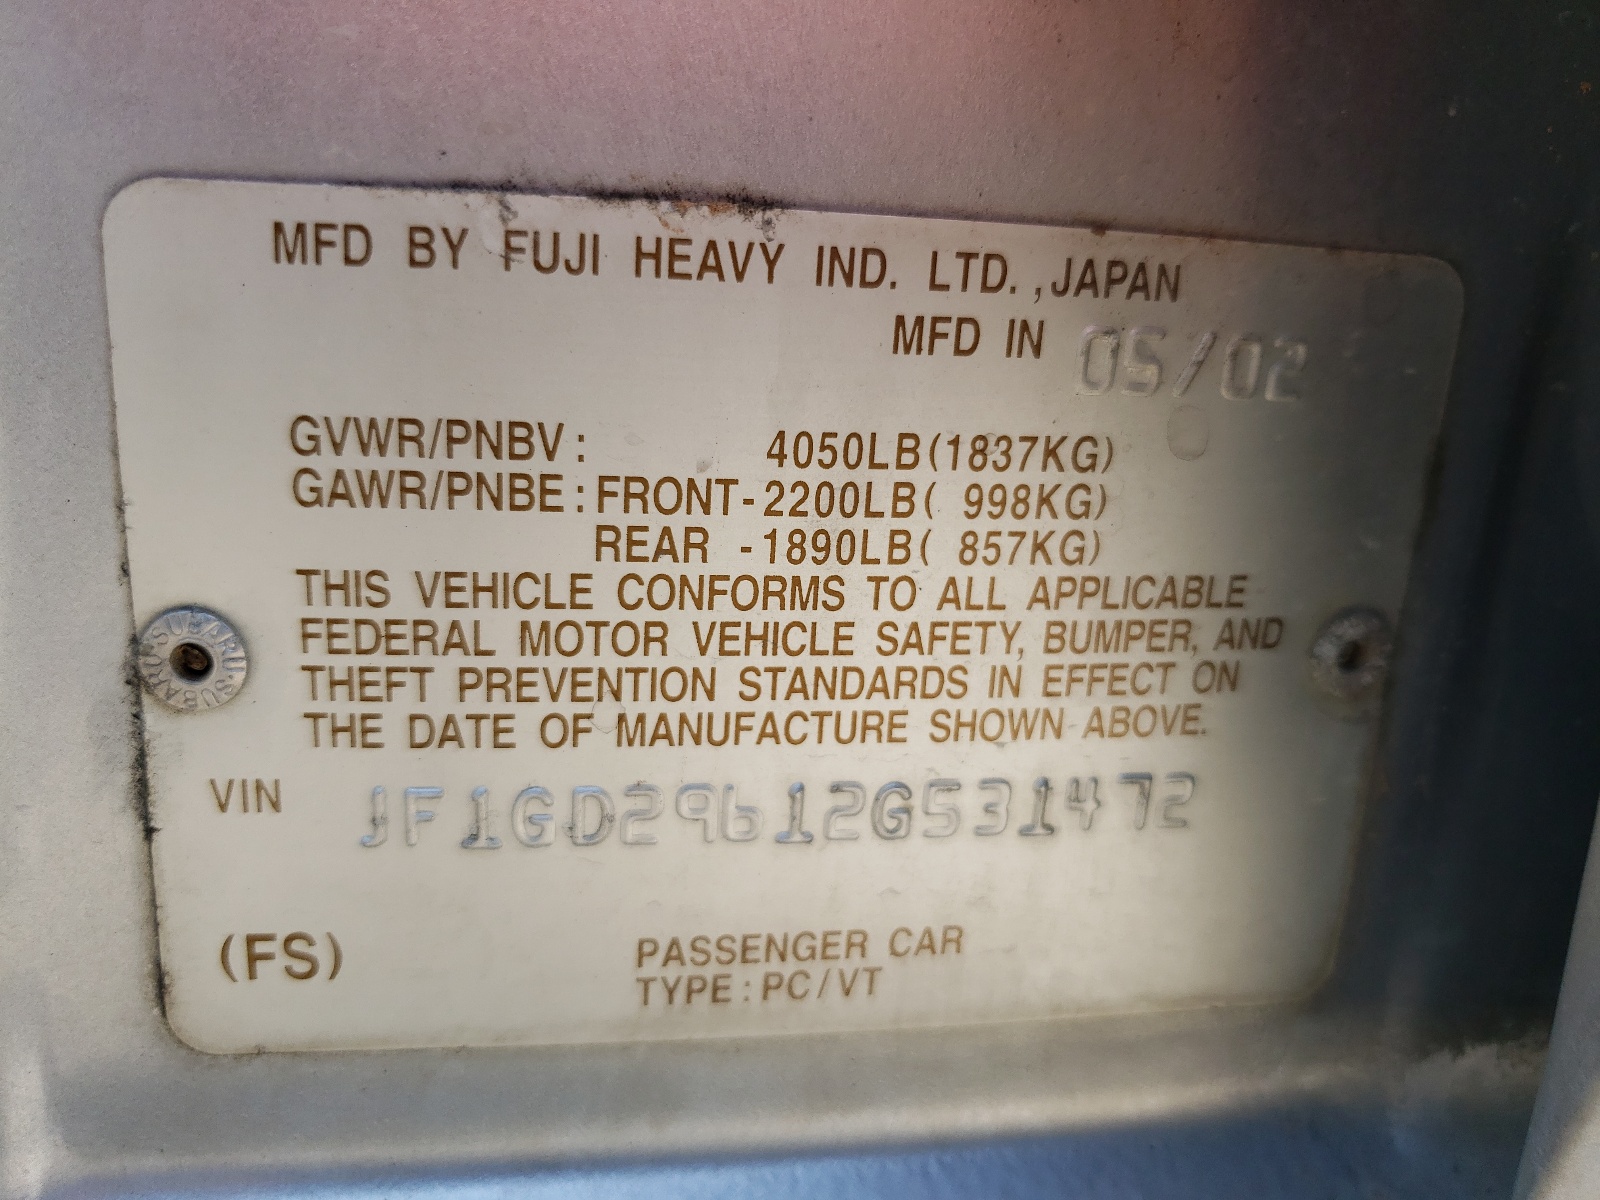 MFD BY FUJI HEAVY IND. LTD. , JAPAN
MFD IN 05/02
GVWR/PNBV : 4050LB(1837KG)
GAWR/PNBE : FRONT-2200LB( 998KG)
REAR -1890LB( 857KG)
THIS VEHICLE CONFORMS TO ALL APPLICABLE
FEDERAL MOTOR VEHICLE SAFETY, BUMPER, AND
THEFT PREVENTION STANDARDS IN EFFECT ON
THE DATE OF MANUFACTURE SHOWN ABOVE.
SUBARU·SUBARU·
VIN JF1GD29612G531472
(FS) PASSENGER CAR
TYPE : PC/VT